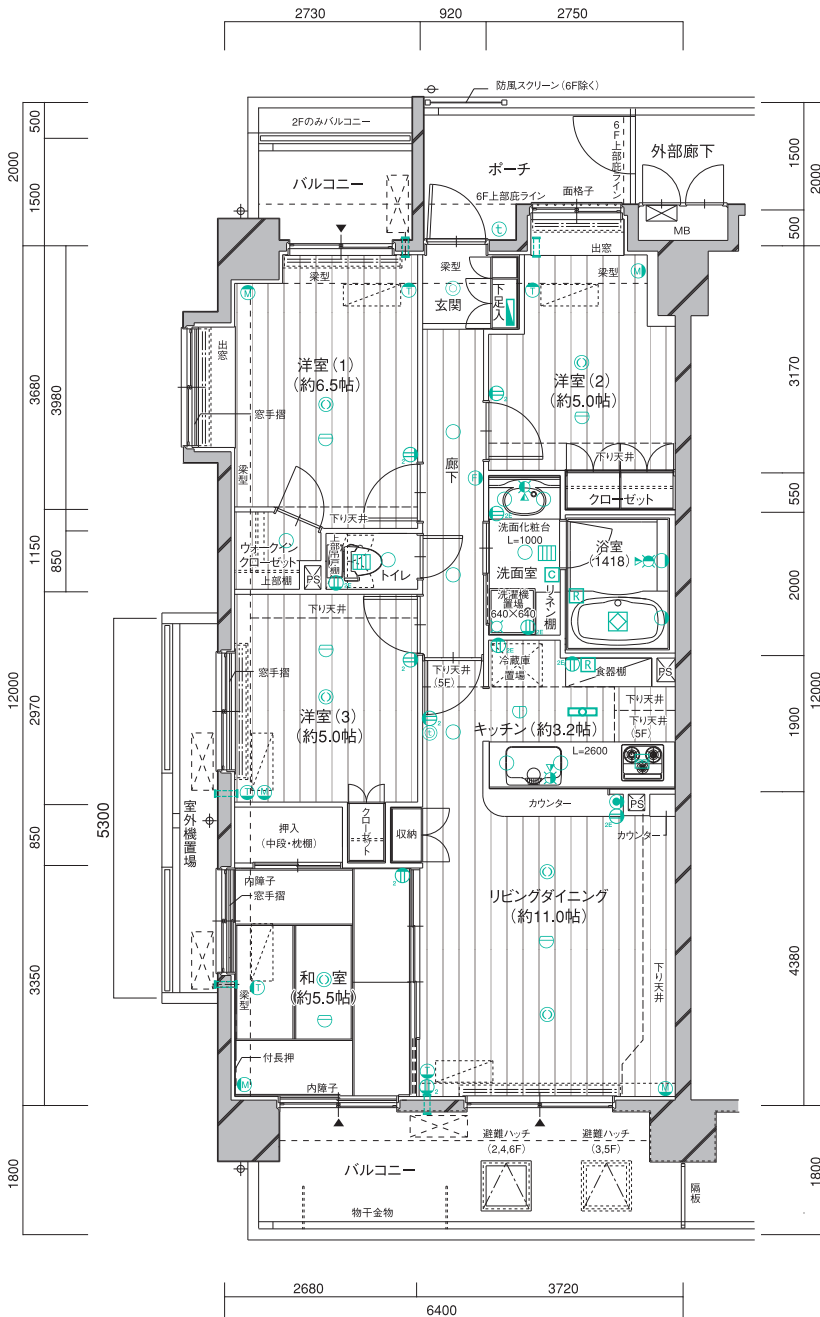 2730
920
2750
防風スクリーン(6F除く)
2Fのみバルコニー
バルコニー
ポーチ
6F上部庇ライン
6F上部庇ライン
面格子
外部廊下
MB
500
1500
2000
1500
500
2000
梁型
梁型
玄関
下足入
出窓
梁型
出窓
洋室(1)
(約6.5帖)
窓手摺
梁型
洋室(2)
(約5.0帖)
3680
3980
3170
廊下
下り天井
下り天井
クローゼット
550
ウォークイン
クローゼット
上部棚
PS
上部吊戸棚
トイレ
洗面化粧台
L=1000
洗面室
浴室
(1418)
リネン棚
洗濯機
置場
640×640
1150
850
2000
下り天井
窓手摺
洋室(3)
(約5.0帖)
下り天井
(5F)
冷蔵庫
置場
食器棚
PS
下り天井
下り天井
(5F)
キッチン(約3.2帖)
L=2600
12000
2970
1900
12000
5300
室外機置場
850
押入
(中段・枕棚)
クローゼット
収納
カウンター
PS
カウンター
内障子
窓手摺
リビングダイニング
(約11.0帖)
和室
(約5.5帖)
梁型
付長押
内障子
下り天井
3350
4380
避難ハッチ
(2,4,6F)
避難ハッチ
(3,5F)
バルコニー
物干金物
隔板
1800
1800
2680
3720
6400